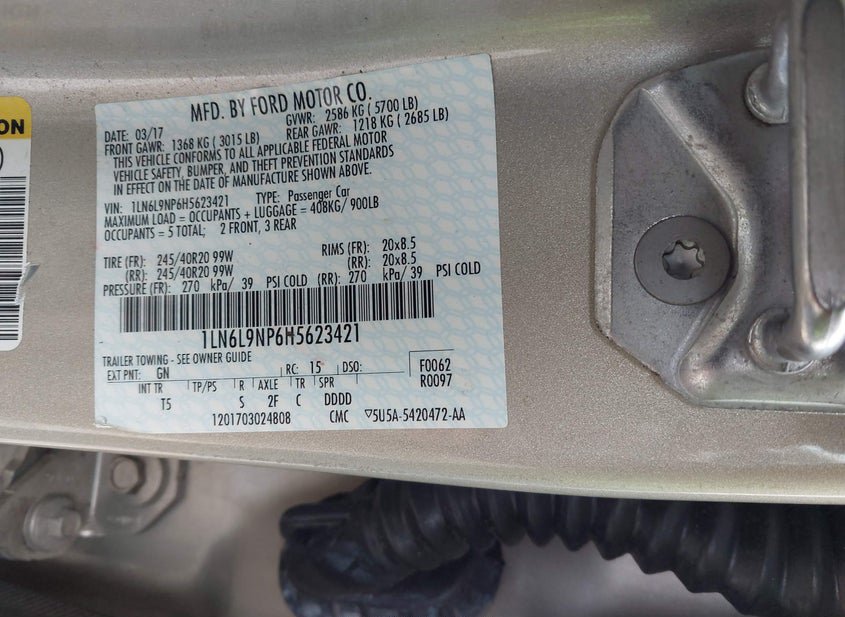 ON
MFD. BY FORD MOTOR CO.
DATE: 03/17 GVWR: 2586 KG ( 5700 LB)
FRONT GAWR: 1368 KG ( 3015 LB) REAR GAWR: 1218 KG ( 2685 LB)
THIS VEHICLE CONFORMS TO ALL APPLICABLE FEDERAL MOTOR
VEHICLE SAFETY, BUMPER, AND THEFT PREVENTION STANDARDS
IN EFFECT ON THE DATE OF MANUFACTURE SHOWN ABOVE.
VIN: 1LN6L9NP6H5623421 TYPE: Passenger Car
MAXIMUM LOAD = OCCUPANTS + LUGGAGE = 408KG/ 900LB
OCCUPANTS = 5 TOTAL; 2 FRONT, 3 REAR
TIRE (FR): 245/40R20 99W RIMS (FR): 20x8.5
(RR): 245/40R20 99W (RR): 20x8.5
PRESSURE (FR): 270 kPa/ 39 PSI COLD (RR): 270 kPa/ 39 PSI COLD
1LN6L9NP6H5623421
TRAILER TOWING - SEE OWNER GUIDE
EXT PNT: GN RC: 15 DSO: F0062
R0097
INT TR TP/PS R AXLE TR SPR
T5 S 2F C DDDD
1201703024808 CMC ▽5U5A-5420472-AA